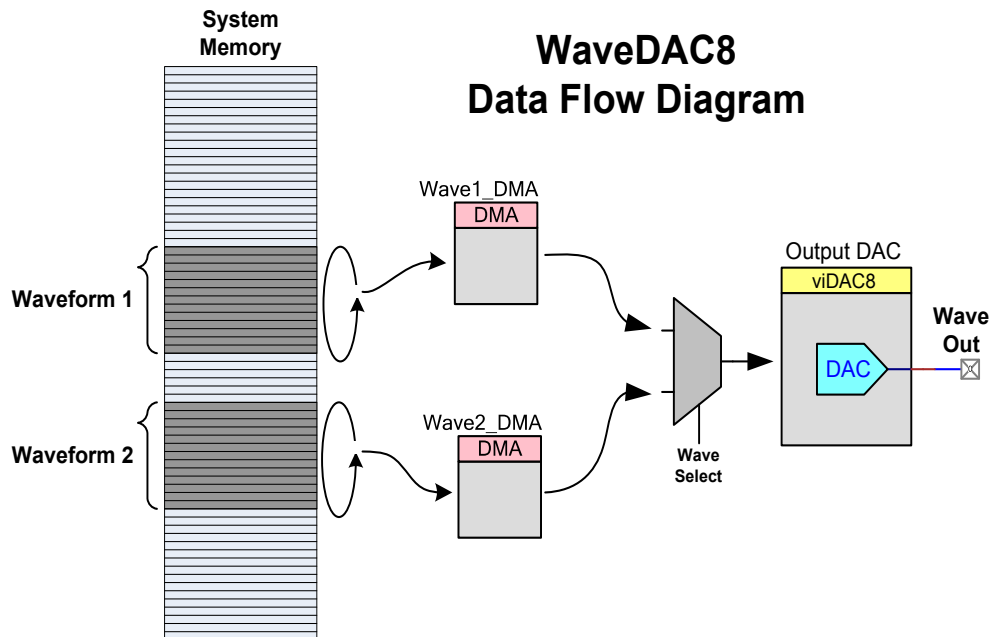 System
Memory
WaveDAC8
Data Flow Diagram
Wave1_DMA
DMA
Output DAC
viDAC8
Waveform 1
Wave
Out
DAC
Wave2_DMA
DMA
Waveform 2
Wave
Select